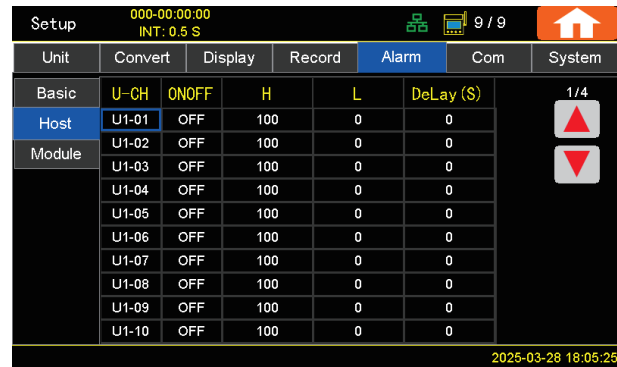 Setup
000-00:00:00
INT: 0.5 S
9 / 9
Unit Convert Display Record Alarm Com System
Basic
Host
Module
U-CH ONOFF H L DeLay(S)
U1-01 OFF 100 0 0
U1-02 OFF 100 0 0
U1-03 OFF 100 0 0
U1-04 OFF 100 0 0
U1-05 OFF 100 0 0
U1-06 OFF 100 0 0
U1-07 OFF 100 0 0
U1-08 OFF 100 0 0
U1-09 OFF 100 0 0
U1-10 OFF 100 0 0
1/4
2025-03-28 18:05:25